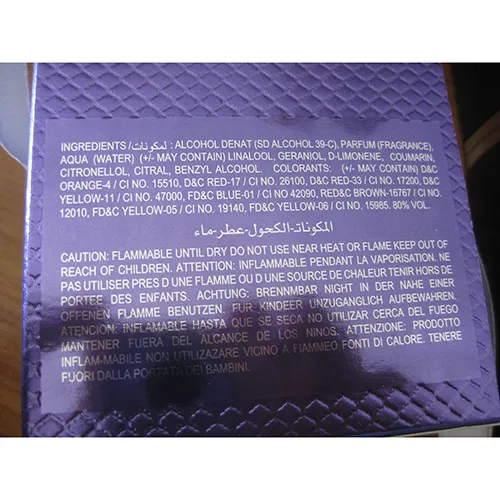 INGREDIENTS / لمكونات : ALCOHOL DENAT (SD ALCOHOL 39-C), PARFUM (FRAGRANCE),
AQUA (WATER) (+/- MAY CONTAIN) LINALOOL, GERANIOL, D-LIMONENE, COUMARIN,
CITRONELLOL, CITRAL, BENZYL ALCOHOL. COLORANTS: (+/- MAY CONTAIN) D&C
ORANGE-4 / CI NO. 15510, D&C RED-17 / CI NO. 26100, D&C RED-33 / CI NO. 17200, D&C
YELLOW-11 / CI NO. 47000, FD&C BLUE-01 / CI NO 42090, RED&C BROWN-16767 / CI NO.
12010, FD&C YELLOW-05 / CI NO. 19140, FD&C YELLOW-06 / CI NO. 15985. 80% VOL.
المكونات-الكحول-عطر-ماء
CAUTION: FLAMMABLE UNTIL DRY DO NOT USE NEAR HEAT OR FLAME KEEP OUT OF
REACH OF CHILDREN. ATTENTION: INFLAMMABLE PENDANT LA VAPORISATION. NE
PAS UTILISER PRES D UNE FLAMME OU D UNE SOURCE DE CHALEUR TENIR HORS DE
PORTEE DES ENFANTS. ACHTUNG: BRENNMBAR NIGHT IN DER NAHE EINER
OFFENEN FLAMME BENUTZEN. FUR KINDEER UNZUGANGLICH AUFBEWAHREN.
ATENCION: INFLAMABLE HASTA QUE SE SECA NO UTILIZAR CERCA DEL FUEGO
MANTENER FUERA DEL ALCANCE DE LOS NINOS. ATTENZIONE: PRODOTTO
INFLAM-MABILE NON UTILIZAZARE VICINO A FIAMMEO FONTI DI CALORE. TENERE
FUORI DALLA PORTATA DEI BAMBINI.